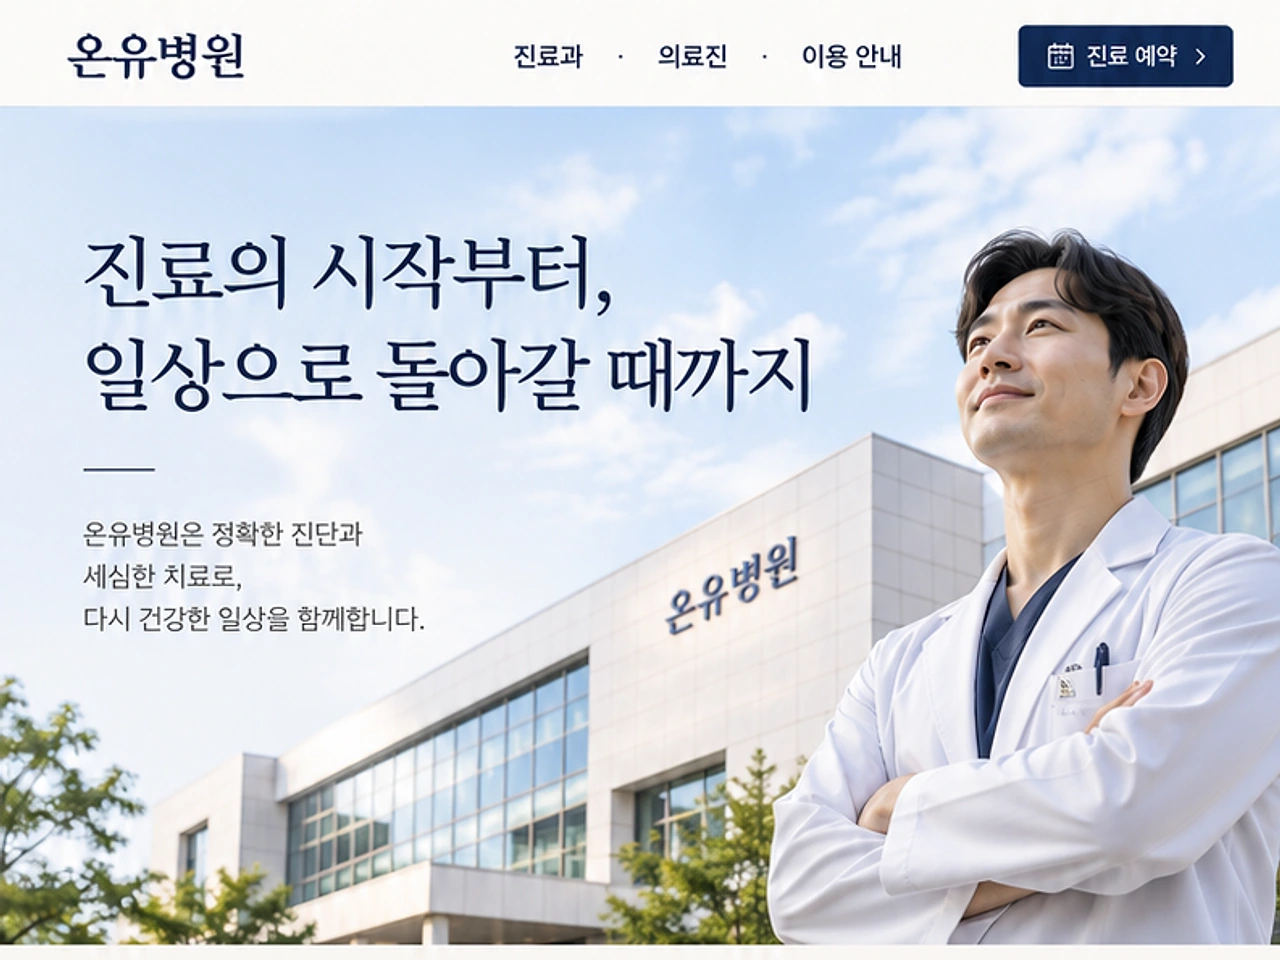 온유병원
진료과 · 의료진 · 이용 안내
진료 예약
진료의 시작부터,
일상으로 돌아갈 때까지
온유병원은 정확한 진단과
세심한 치료로,
다시 건강한 일상을 함께합니다.
온유병원